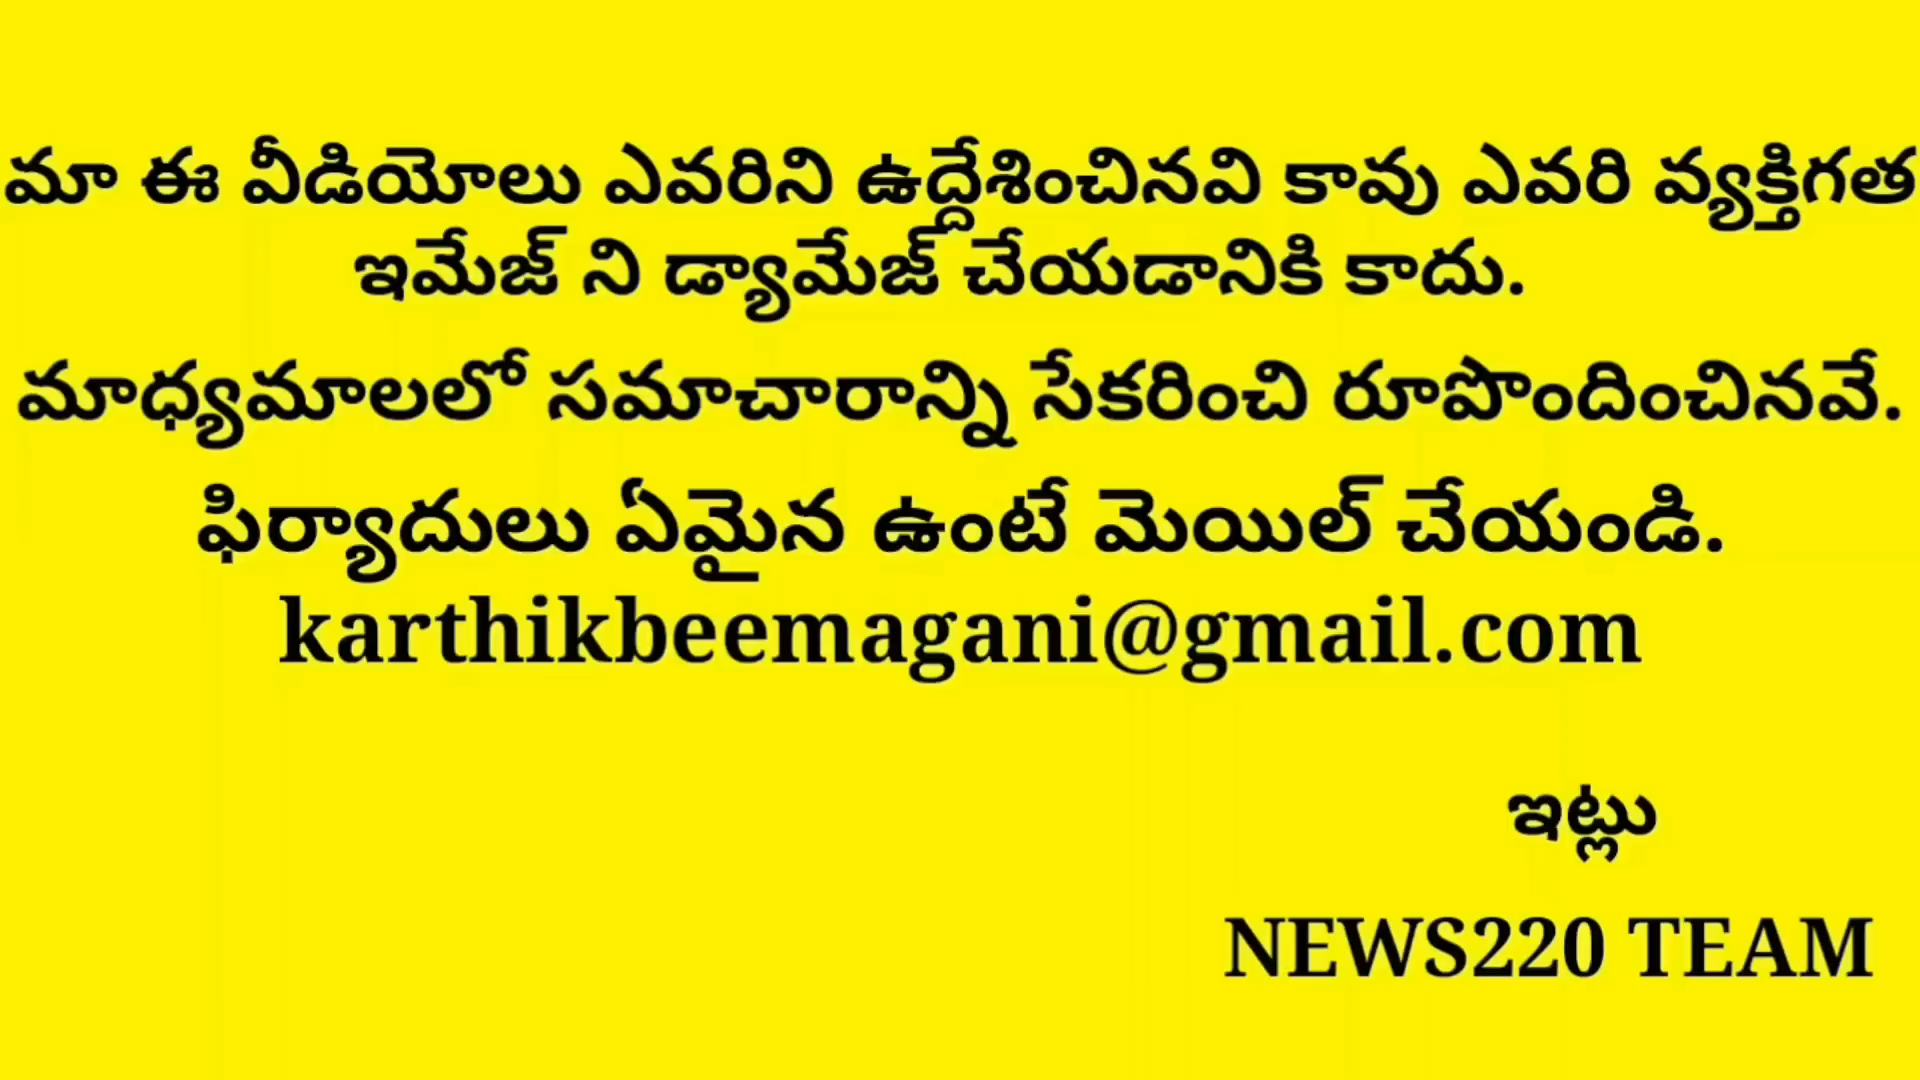 మా ఈ వీడియోలు ఎవరిని ఉద్దేశించినవి కావు ఎవరి వ్యక్తిగత
ఇమేజ్ ని డ్యామేజ్ చేయడానికి కాదు.
మాధ్యమాలలో సమాచారాన్ని సేకరించి రూపొందించినవే.
ఫిర్యాదులు ఏమైన ఉంటే మెయిల్ చేయండి.
karthikbeemagani@gmail.com
ఇట్లు
NEWS220 TEAM